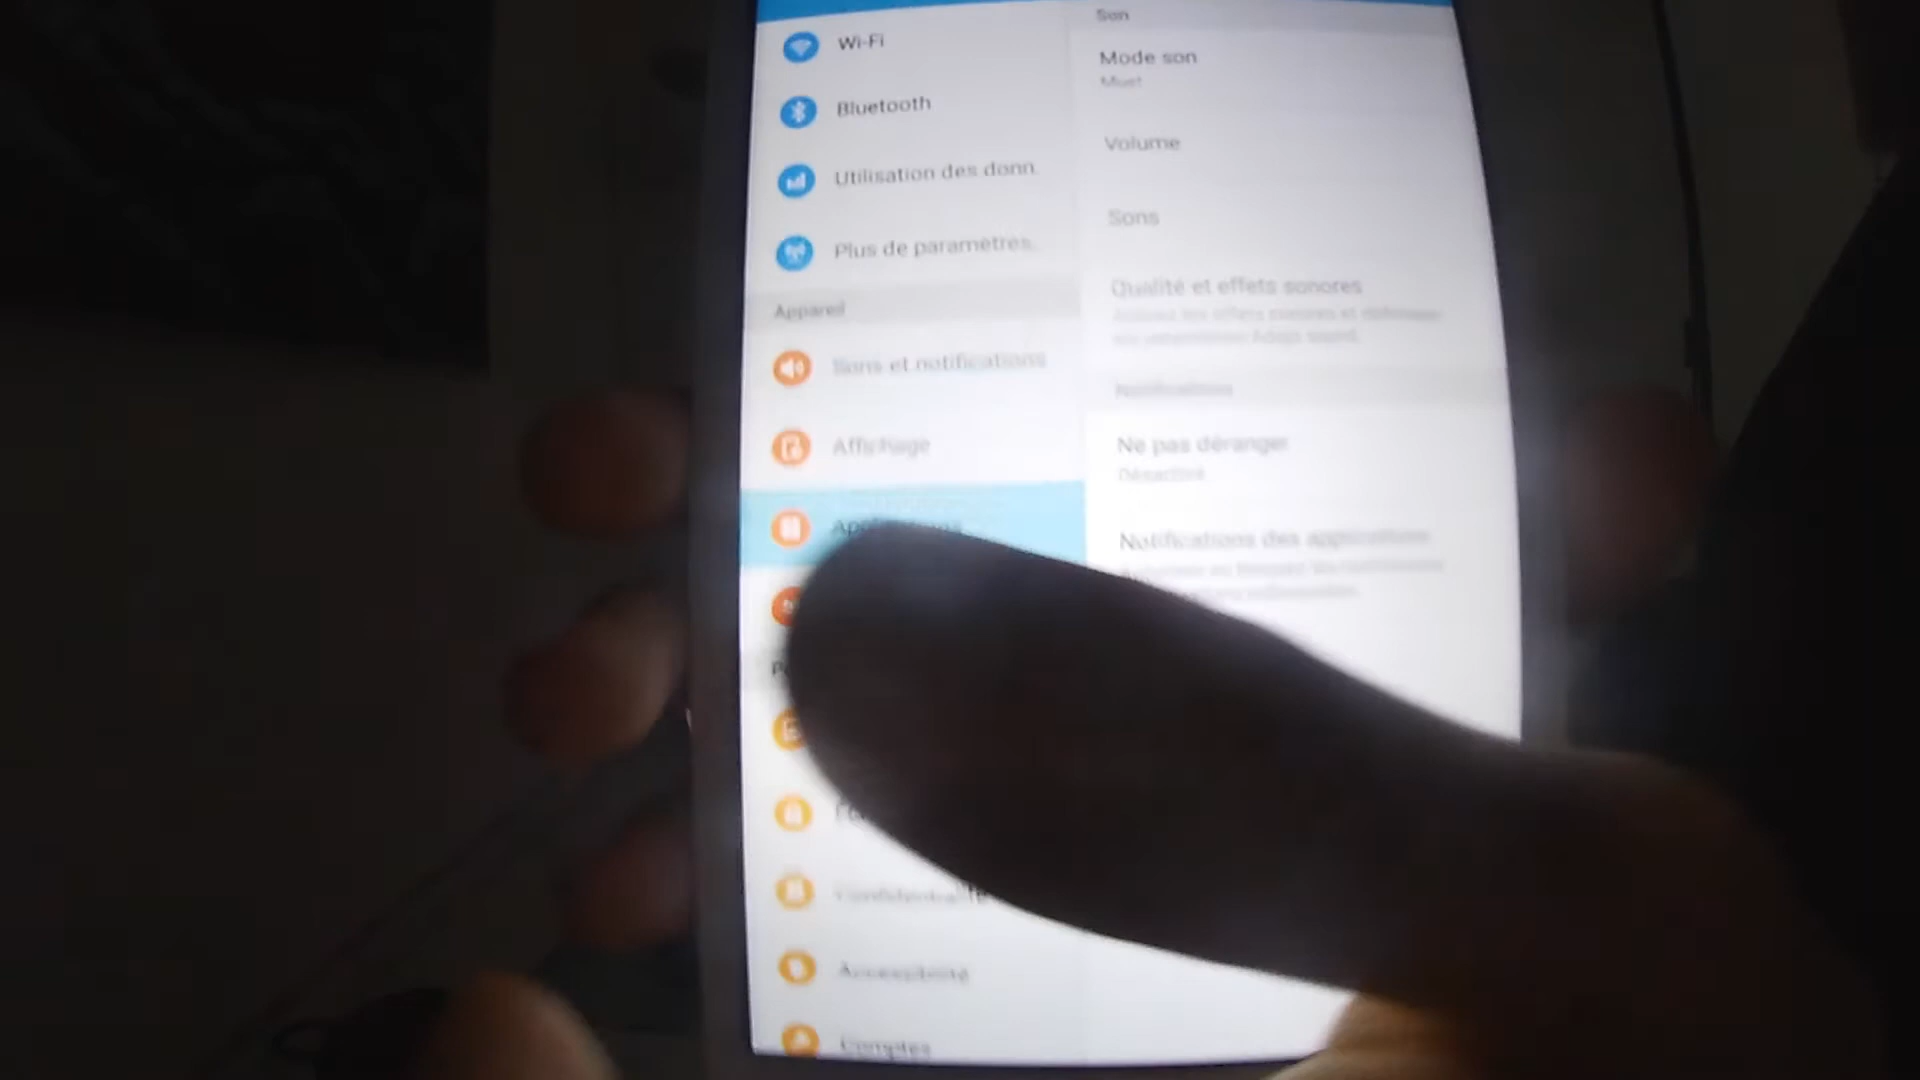 Wi-Fi
Bluetooth
Utilisation des donn.
Plus de paramètres.
Appareil
Sons et notifications
Affichage
Confidentialité
Accessibilité
Comptes
Son
Mode son
Muet
Volume
Sons
Qualité et effets sonores
Notifications
Ne pas déranger
Désactivé
Notifications des applications